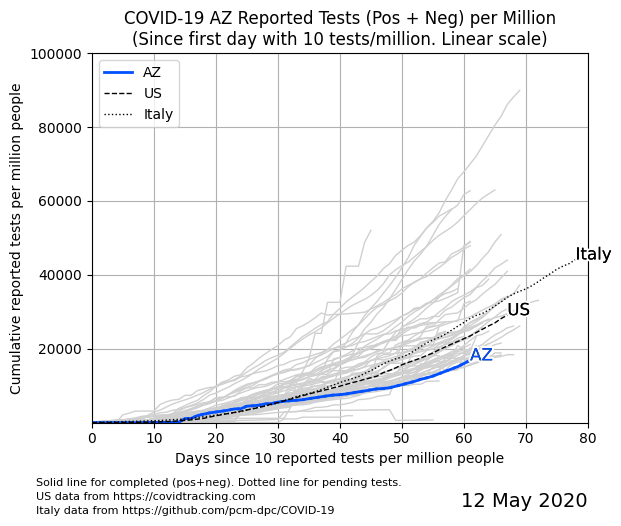 COVID-19 AZ Reported Tests (Pos + Neg) per Million
(Since first day with 10 tests/million. Linear scale)
100000
80000
60000
40000
20000
Cumulative reported tests per million people
AZ
US
Italy
Italy
US
AZ
0 10 20 30 40 50 60 70 80
Days since 10 reported tests per million people
Solid line for completed (pos+neg). Dotted line for pending tests.
US data from https://covidtracking.com
Italy data from https://github.com/pcm-dpc/COVID-19
12 May 2020